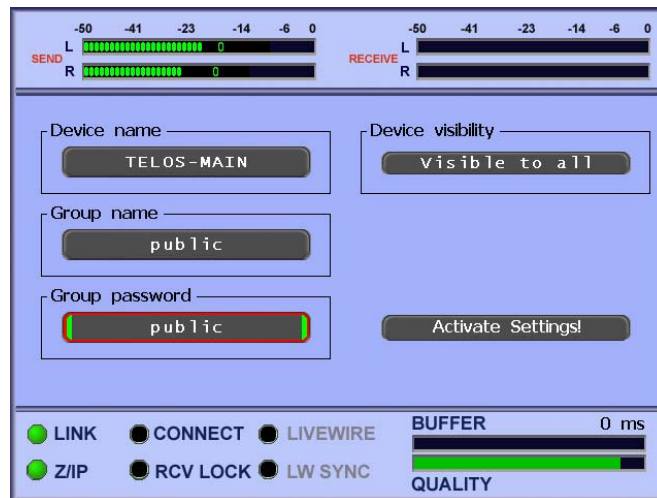 -50 -41 -23 -14 -6 0
-50 -41 -23 -14 -6 0
SEND L
R
RECEIVE L
R
Device name
TELOS-MAIN
Device visibility
Visible to all
Group name
public
Group password
public
Activate Settings!
LINK CONNECT LIVEWIRE
Z/IP RCV LOCK LW SYNC
BUFFER 0 ms
QUALITY